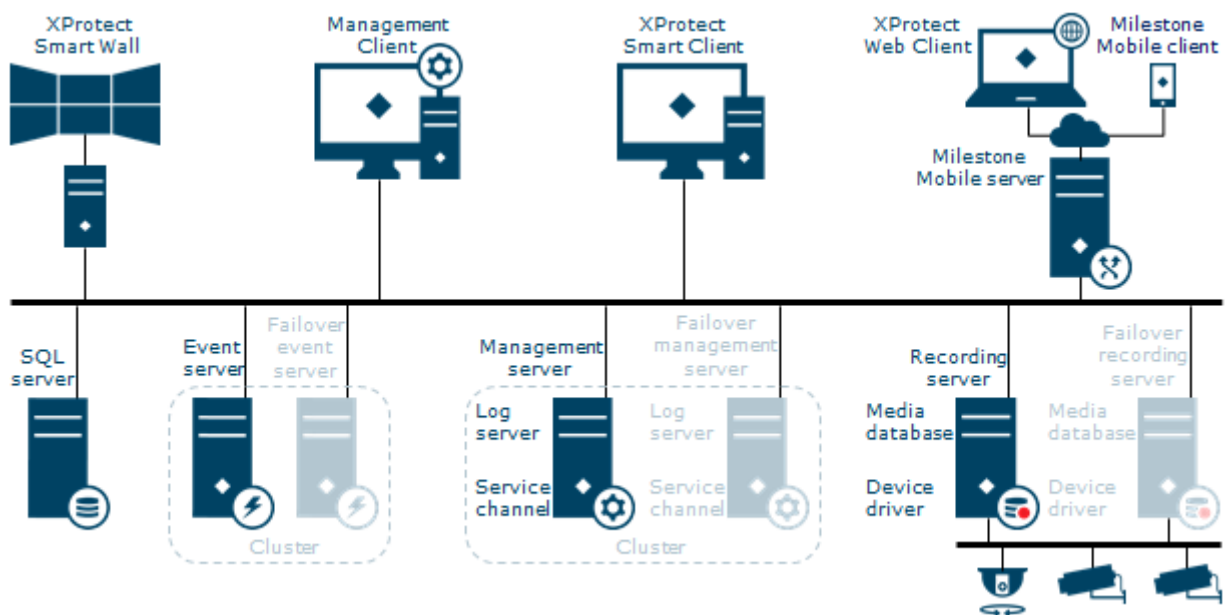 XProtect
Smart Wall
Management
Client
XProtect
Smart Client
XProtect
Web Client
Milestone
Mobile client
Milestone
Mobile server
SQL
server
Event
server
Failover
event
server
Management
server
Failover
management
server
Recording
server
Failover
recording
server
Log
server
Service
channel
Log
server
Service
channel
Media
database
Device
driver
Media
database
Device
driver
Cluster
Cluster